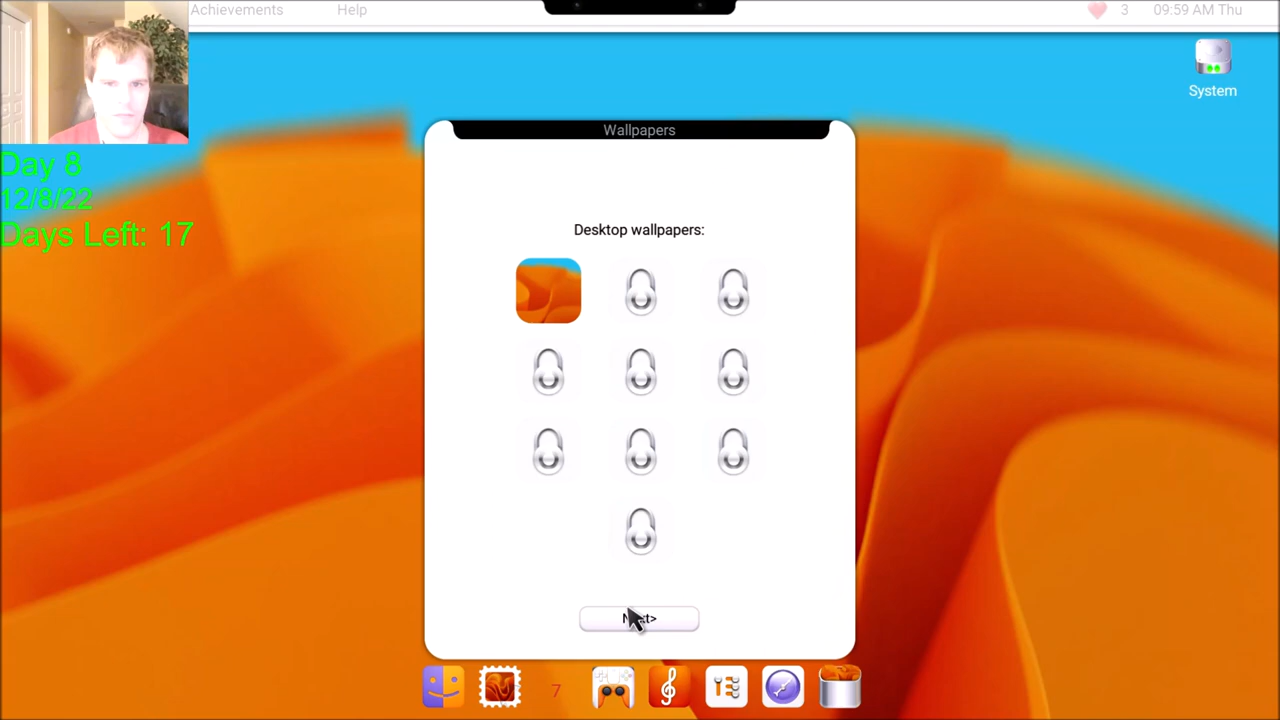 Achievements Help 3 09:59 AM Thu
System
Wallpapers
Day 8
12/8/22
Days Left: 17
Desktop wallpapers:
7